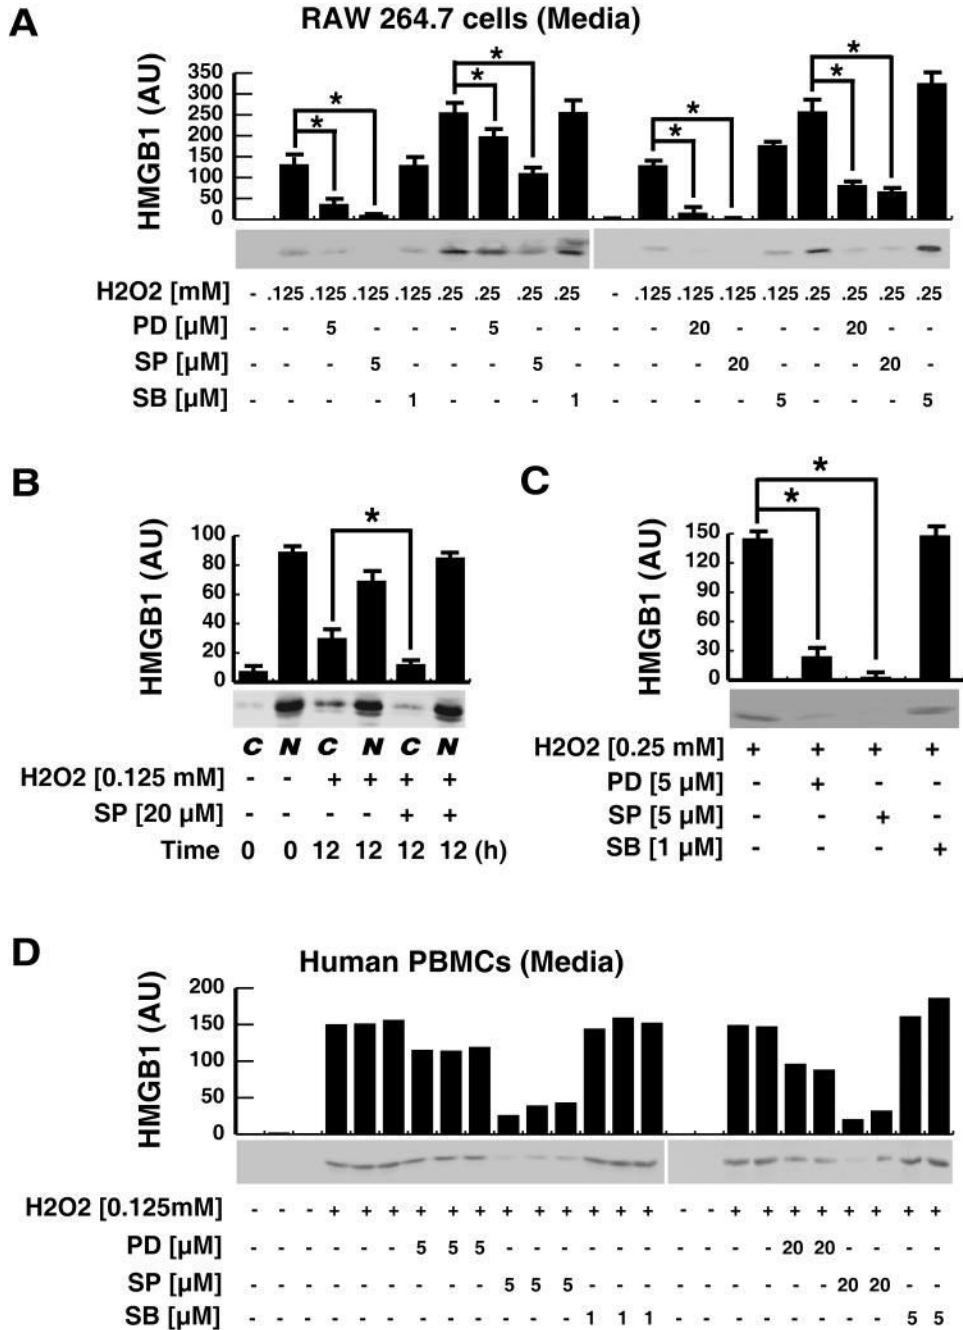 A
RAW 264.7 cells (Media)
HMGB1 (AU)
350
300
250
200
150
100
50
0
* * * * * * * *
H2O2 [mM] - .125 .125 .125 .125 .25 .25 .25 .25 - .125 .125 .125 .125 .25 .25 .25 .25
PD [µM] - - 5 - - - 5 - - - - 20 - - - 20 - -
SP [µM] - - - 5 - - - 5 - - - - 20 - - - 20 -
SB [µM] - - - - 1 - - - 1 - - - - 5 - - - 5
B
HMGB1 (AU)
100
80
60
40
20
0
*
C N C N C N
H2O2 [0.125 mM] - - + + + +
SP [20 µM] - - - - + +
Time 0 0 12 12 12 12 (h)
C
HMGB1 (AU)
150
120
90
60
30
0
* *
H2O2 [0.25 mM] + + + +
PD [5 µM] - + - -
SP [5 µM] - - + -
SB [1 µM] - - - +
D
Human PBMCs (Media)
HMGB1 (AU)
200
150
100
50
0
H2O2 [0.125mM] - - - + + + + + + + + + + + + - - + + + + + + + +
PD [µM] - - - - - - 5 5 5 - - - - - - - - - - 20 20 - - - -
SP [µM] - - - - - - - - - 5 5 5 - - - - - - - - - 20 20 - -
SB [µM] - - - - - - - - - - - - 1 1 1 - - - - - - - - 5 5